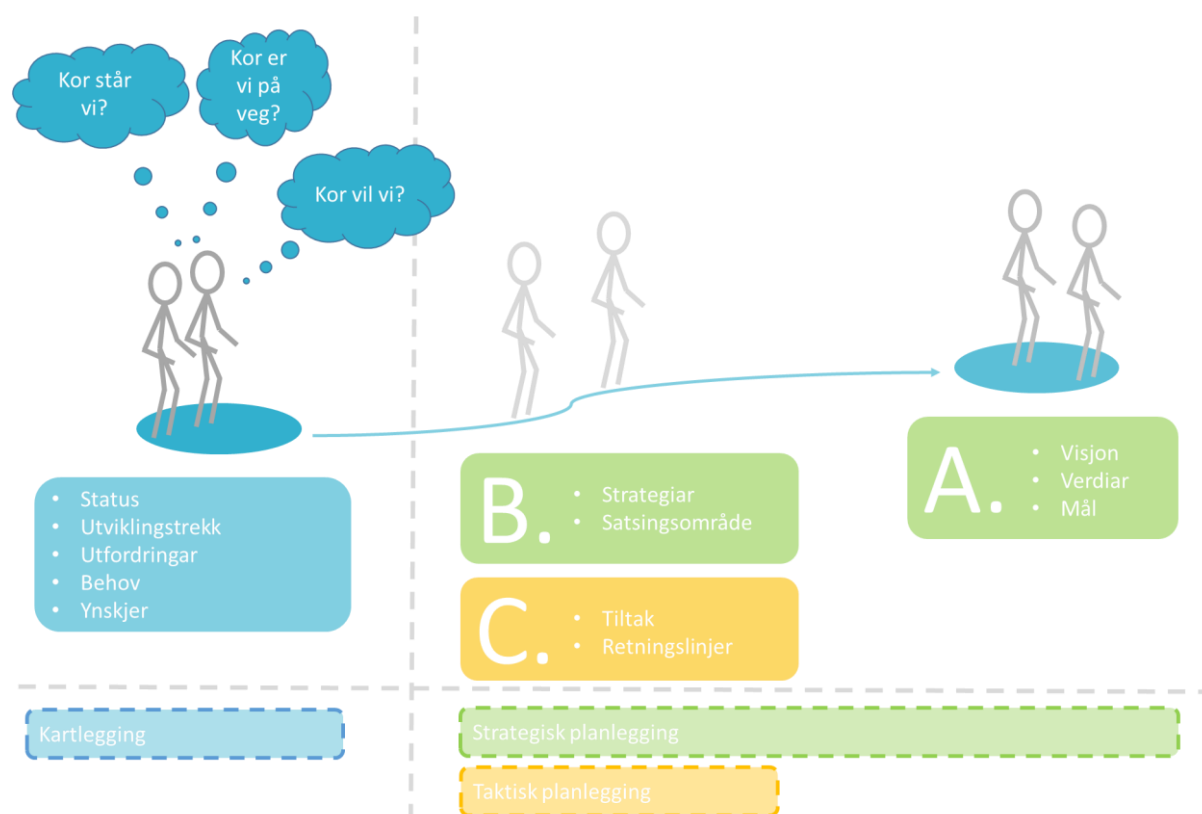 Kor står
vi?
Kor er
vi på
veg?
Kor vil vi?
• Status
• Utviklingstrekk
• Utfordringar
• Behov
• Ynskjer
B.
• Strategiar
• Satsingsområde
A.
• Visjon
• Verdiar
• Mål
C.
• Tiltak
• Retningslinjer
Kartlegging
Strategisk planlegging
Taktisk planlegging